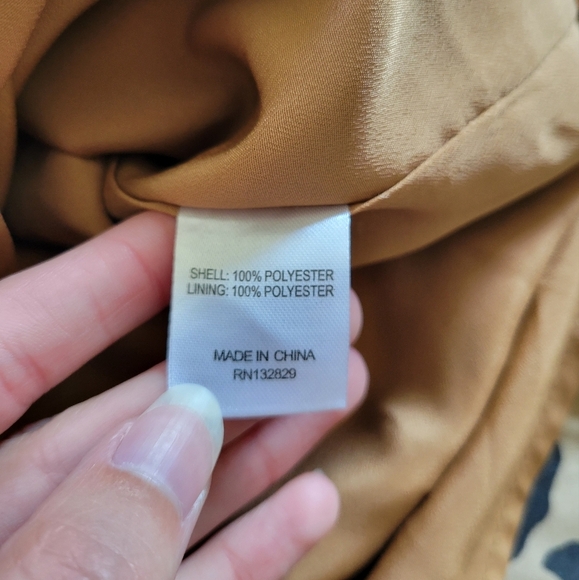 SHELL: 100% POLYESTER
LINING: 100% POLYESTER
MADE IN CHINA
RN132829